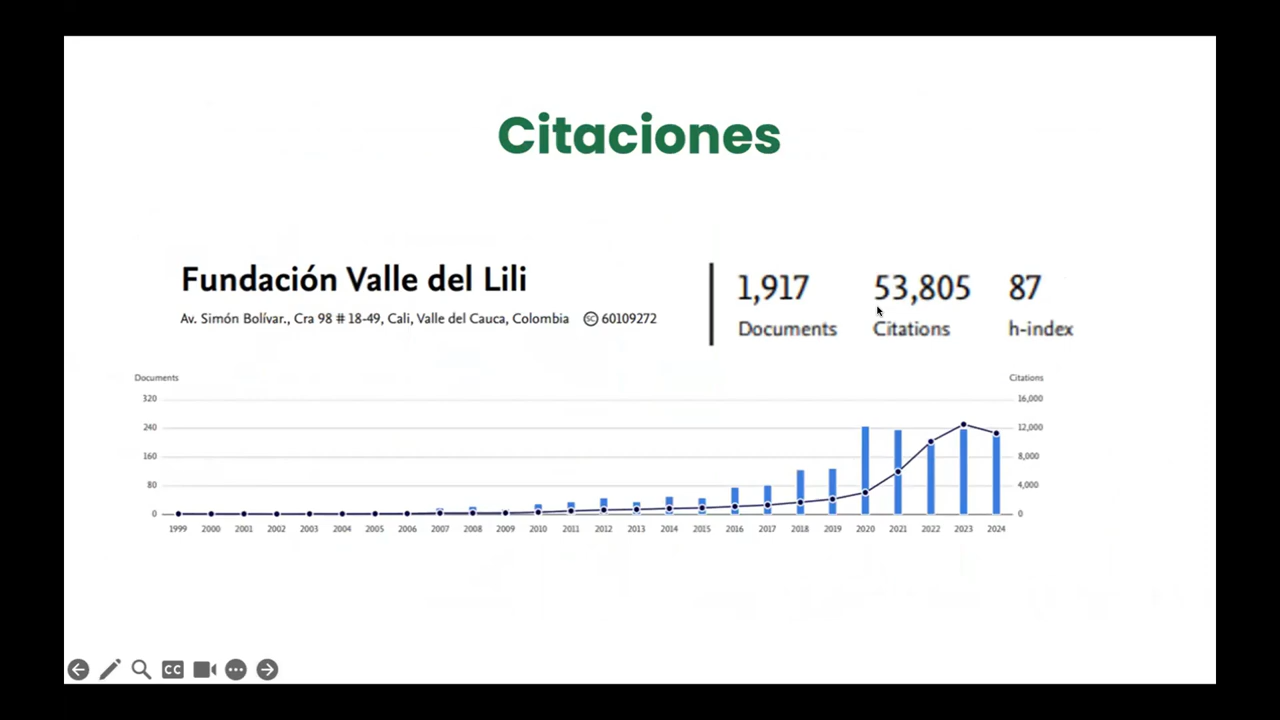 Citaciones
Fundación Valle del Lili
Av. Simón Bolívar., Cra 98 # 18-49, Cali, Valle del Cauca, Colombia SC 60109272
1,917 53,805 87
Documents Citations h-index
Documents Citations
320 16,000
240 12,000
160 8,000
80 4,000
0 0
1999 2000 2001 2002 2003 2004 2005 2006 2007 2008 2009 2010 2011 2012 2013 2014 2015 2016 2017 2018 2019 2020 2021 2022 2023 2024
CC